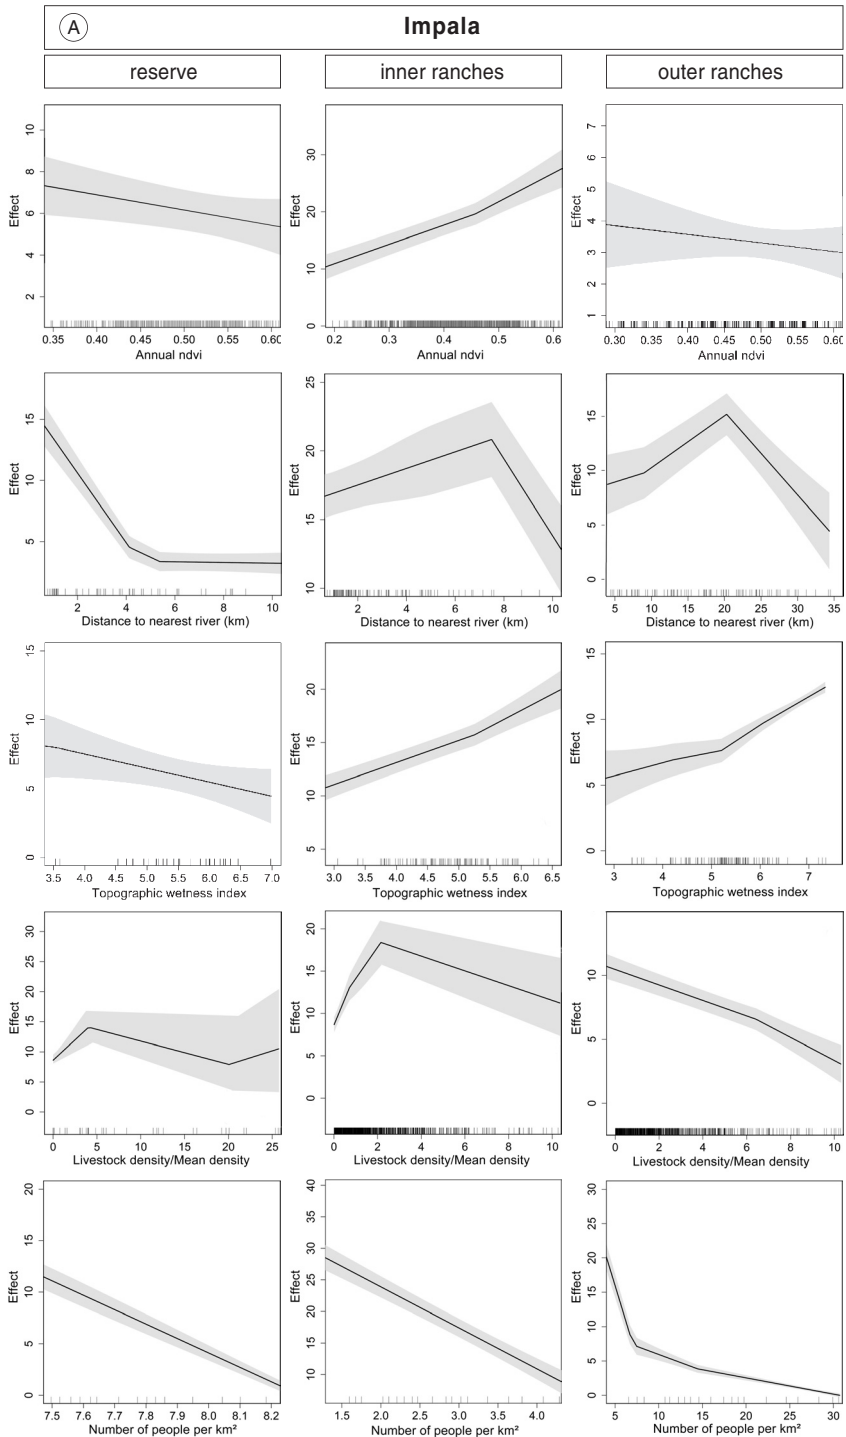 A Impala
reserve inner ranches outer ranches
Effect 2 4 6 8 10
0.35 0.40 0.45 0.50 0.55 0.60
Annual ndvi
Effect 0 10 20 30
0.2 0.3 0.4 0.5 0.6
Annual ndvi
Effect 1 2 3 4 5 6 7
0.30 0.35 0.40 0.45 0.50 0.55 0.60
Annual ndvi
Effect 5 10 15
2 4 6 8 10
Distance to nearest river (km)
Effect 10 15 20 25
2 4 6 8 10
Distance to nearest river (km)
Effect 0 5 10 15
5 10 15 20 25 30 35
Distance to nearest river (km)
Effect 0 5 10 15
3.5 4.0 4.5 5.0 5.5 6.0 6.5 7.0
Topographic wetness index
Effect 5 10 15 20
3.0 3.5 4.0 4.5 5.0 5.5 6.0 6.5
Topographic wetness index
Effect 0 5 10 15
3 4 5 6 7
Topographic wetness index
Effect 0 5 10 15 20 25 30
0 5 10 15 20 25
Livestock density/Mean density
Effect 0 5 10 15 20
0 2 4 6 8 10
Livestock density/Mean density
Effect 0 5 10
0 2 4 6 8 10
Livestock density/Mean density
Effect 0 5 10 15 20
7.5 7.6 7.7 7.8 7.9 8.0 8.1 8.2
Number of people per km²
Effect 10 15 20 25 30 35 40
1.5 2.0 2.5 3.0 3.5 4.0
Number of people per km²
Effect 0 5 10 15 20 25 30
5 10 15 20 25 30
Number of people per km²